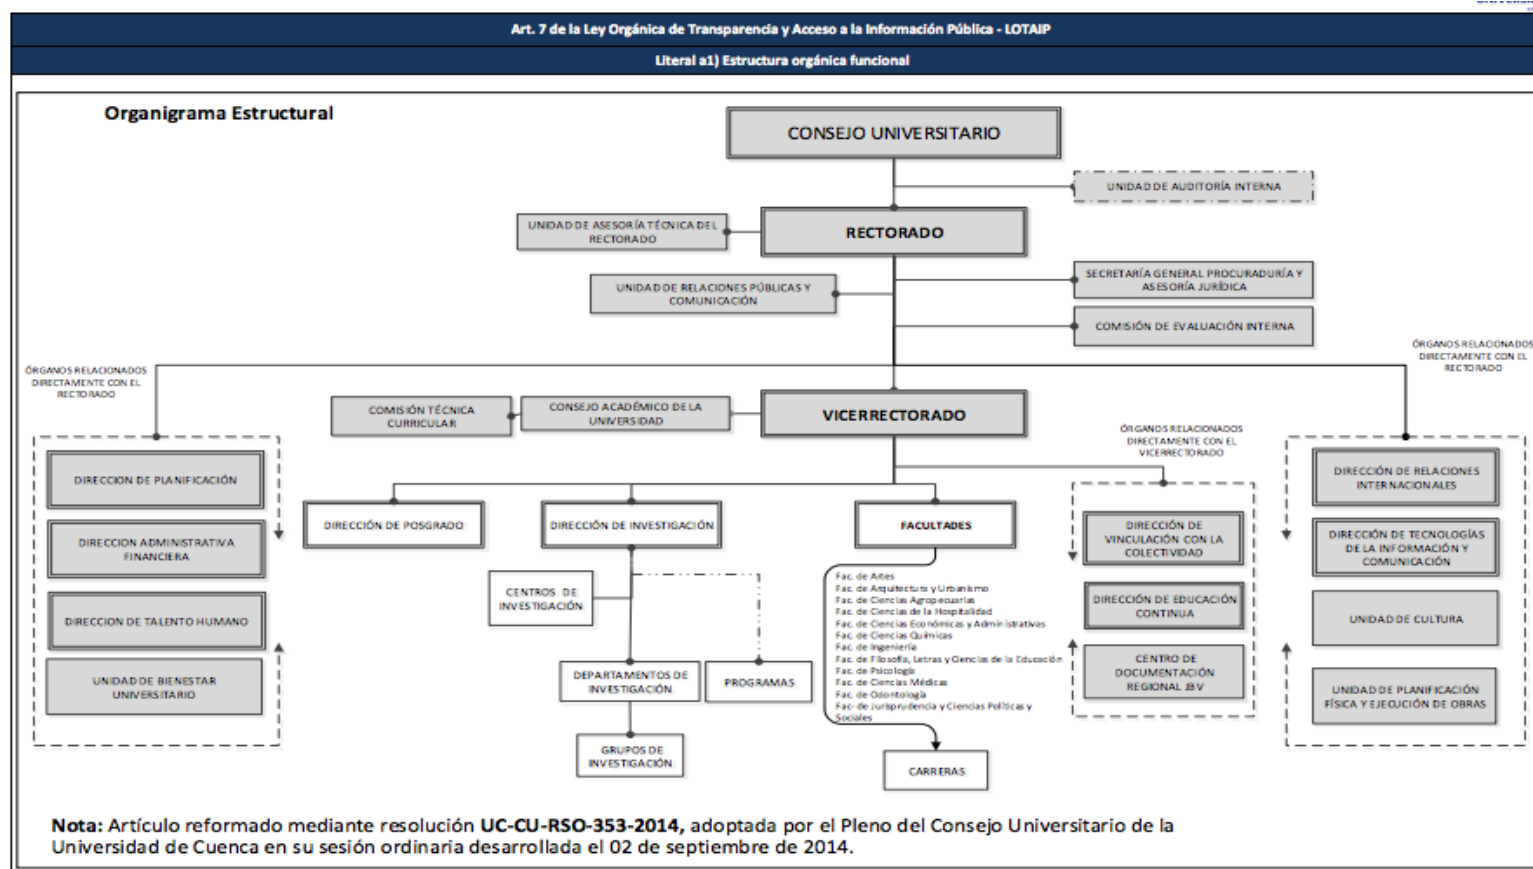 Art. 7 de la Ley Orgánica de Transparencia y Acceso a la Información Pública - LOTAIP
Literal a1) Estructura orgánica funcional
Organigrama Estructural
CONSEJO UNIVERSITARIO
UNIDAD DE AUDITORÍA INTERNA
UNIDAD DE ASESORÍA TÉCNICA DEL
RECTORADO
RECTORADO
SECRETARÍA GENERAL PROCURADURÍA Y
ASESORÍA JURÍDICA
UNIDAD DE RELACIONES PÚBLICAS Y
COMUNICACIÓN
COMISIÓN DE EVALUACIÓN INTERNA
ÓRGANOS RELACIONADOS
DIRECTAMENTE CON EL
RECTORADO
ÓRGANOS RELACIONADOS
DIRECTAMENTE CON EL
RECTORADO
COMISIÓN TÉCNICA
CURRICULAR
CONSEJO ACADÉMICO DE LA
UNIVERSIDAD
VICERRECTORADO
ÓRGANOS RELACIONADOS
DIRECTAMENTE CON EL
VICERRECTORADO
DIRECCION DE PLANIFICACIÓN
DIRECCION ADMINISTRATIVA
FINANCIERA
DIRECCION DE TALENTO HUMANO
UNIDAD DE BIENESTAR
UNIVERSITARIO
DIRECCIÓN DE POSGRADO
DIRECCIÓN DE INVESTIGACIÓN
FACULTADES
CENTROS DE
INVESTIGACIÓN
DEPARTAMENTOS DE
INVESTIGACIÓN
PROGRAMAS
GRUPOS DE
INVESTIGACIÓN
Fac. de Artes
Fac. de Arquitectura y Urbanismo
Fac. de Ciencias Agropecuarias
Fac. de Ciencias de la Hospitalidad
Fac. de Ciencias Económicas y Administrativas
Fac. de Ciencias Químicas
Fac. de Ingeniería
Fac. de Filosofía, Letras y Ciencias de la Educación
Fac. de Psicología
Fac. de Ciencias Médicas
Fac. de Odontología
Fac- de Jurisprudencia y Ciencias Políticas y
Sociales
CARRERAS
DIRECCIÓN DE
VINCULACIÓN CON LA
COLECTIVIDAD
DIRECCIÓN DE EDUCACIÓN
CONTINUA
CENTRO DE
DOCUMENTACIÓN
REGIONAL JBV
DIRECCIÓN DE RELACIONES
INTERNACIONALES
DIRECCIÓN DE TECNOLOGÍAS
DE LA INFORMACIÓN Y
COMUNICACIÓN
UNIDAD DE CULTURA
UNIDAD DE PLANIFICACIÓN
FÍSICA Y EJECUCIÓN DE OBRAS
Nota: Artículo reformado mediante resolución UC-CU-RSO-353-2014, adoptada por el Pleno del Consejo Universitario de la
Universidad de Cuenca en su sesión ordinaria desarrollada el 02 de septiembre de 2014.